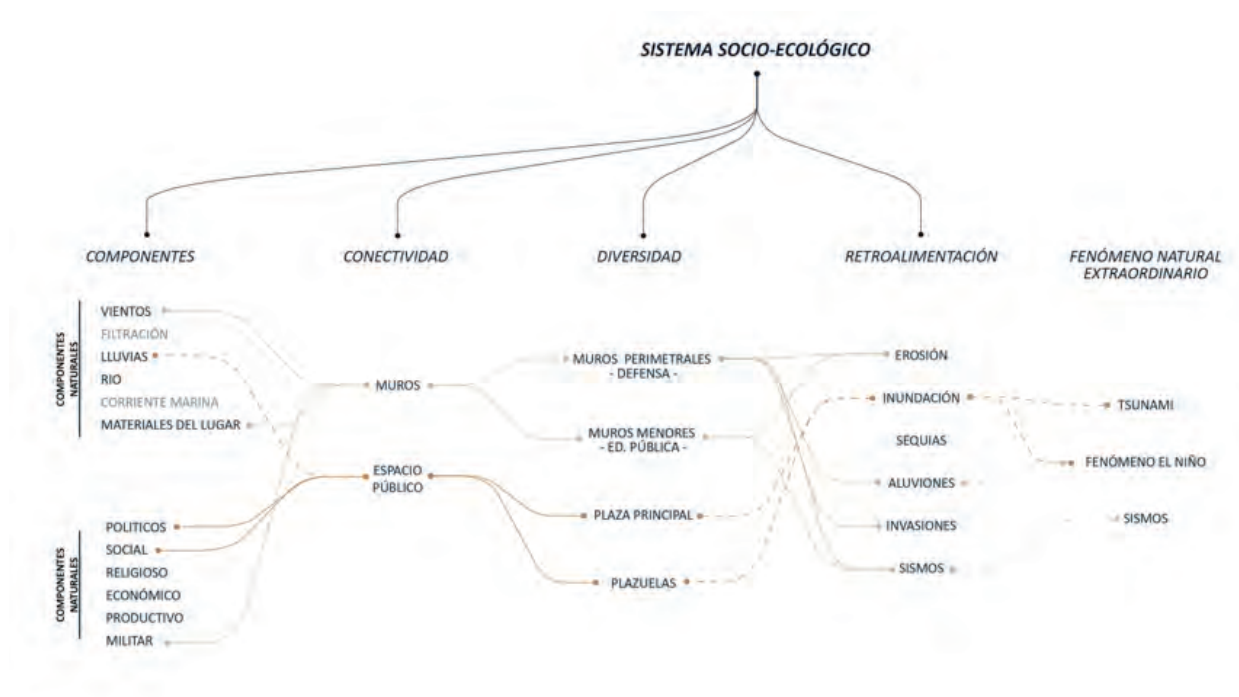 SISTEMA SOCIO-ECOLÓGICO
COMPONENTES
CONECTIVIDAD
DIVERSIDAD
RETROALIMENTACIÓN
FENÓMENO NATURAL
EXTRAORDINARIO
COMPONENTES
NATURALES
VIENTOS
FILTRACIÓN
LLUVIAS
RIO
CORRIENTE MARINA
MATERIALES DEL LUGAR
COMPONENTES
NATURALES
POLITICOS
SOCIAL
RELIGIOSO
ECONÓMICO
PRODUCTIVO
MILITAR
MUROS
ESPACIO
PÚBLICO
MUROS PERIMETRALES
- DEFENSA -
MUROS MENORES
- ED. PÚBLICA -
PLAZA PRINCIPAL
PLAZUELAS
EROSIÓN
INUNDACIÓN
SEQUIAS
ALUVIONES
INVASIONES
SISMOS
TSUNAMI
FENÓMENO EL NIÑO
SISMOS